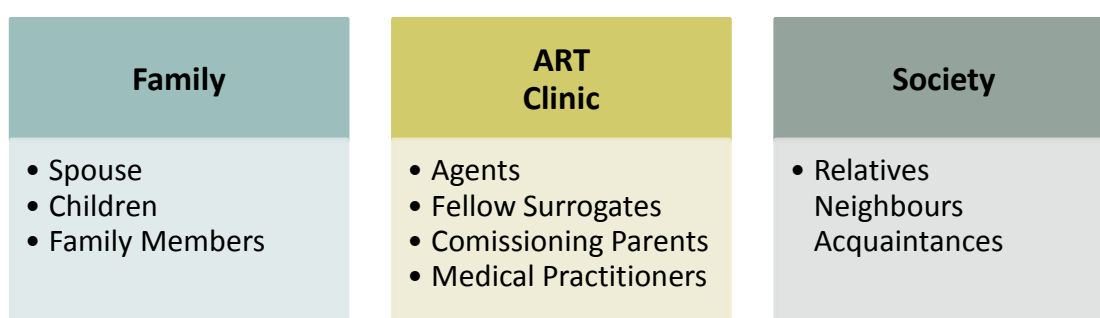 Family
• Spouse
• Children
• Family Members
ART
Clinic
• Agents
• Fellow Surrogates
• Comissioning Parents
• Medical Practitioners
Society
• Relatives
Neighbours
Acquaintances